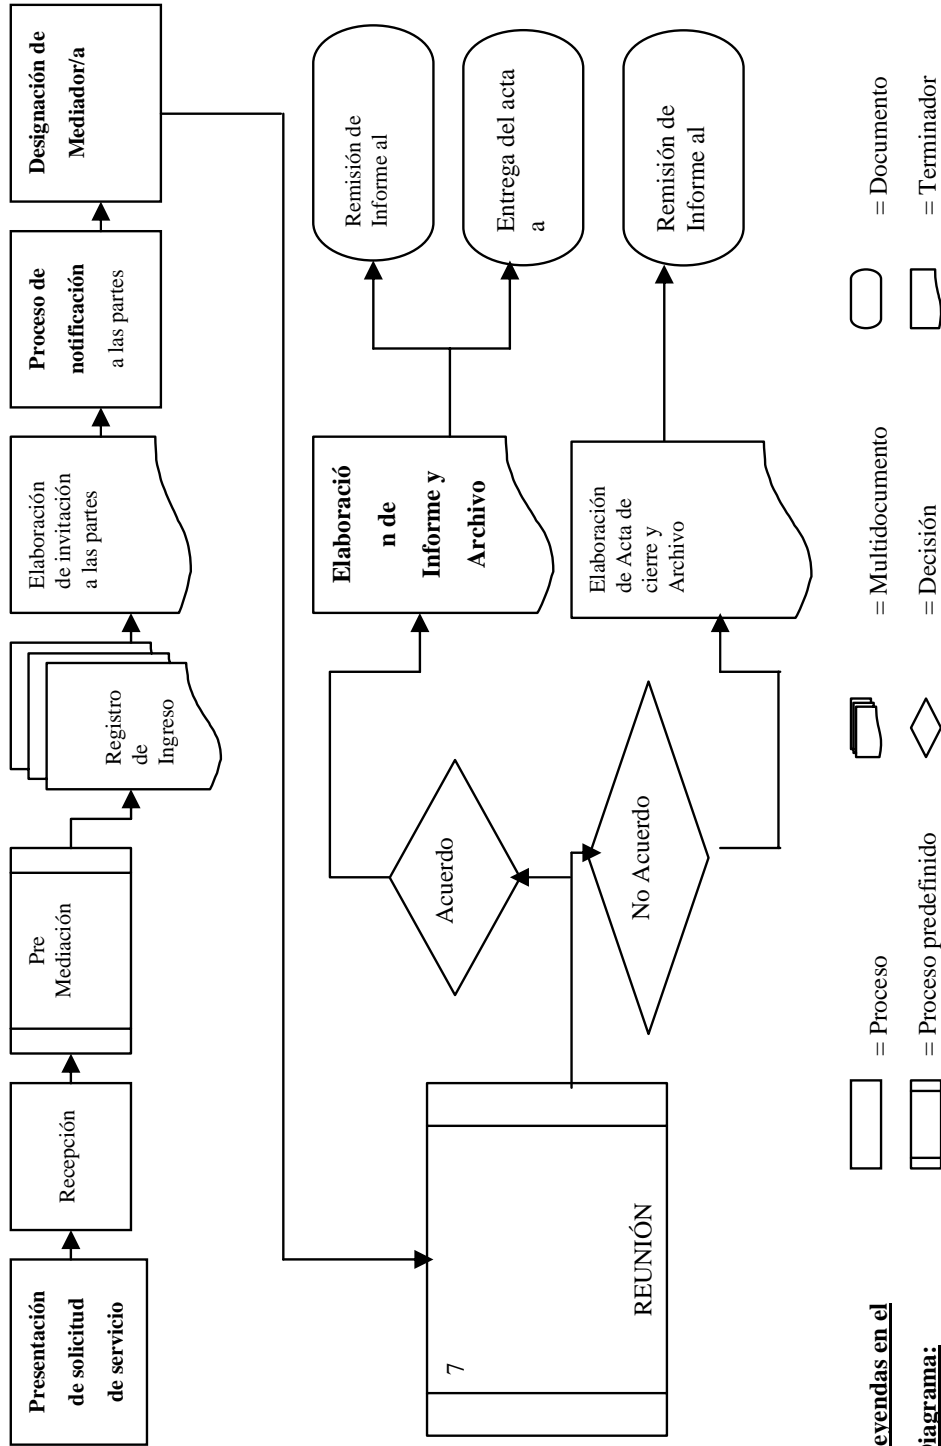 Presentación
de solicitud
de servicio
Recepción
Pre
Mediación
Registro
de
Ingreso
Elaboración
de invitación
a las partes
Proceso de
notificación
a las partes
Designación de
Mediador/a
7
REUNIÓN
Acuerdo
No Acuerdo
Elaboració
n de
Informe y
Archivo
Elaboración
de Acta de
cierre y
Archivo
Remisión de
Informe al
Entrega del acta
a
Remisión de
Informe al
eyendas en el
iagrama:
= Proceso
= Multidocumento
= Documento
= Proceso predefinido
= Decisión
= Terminador